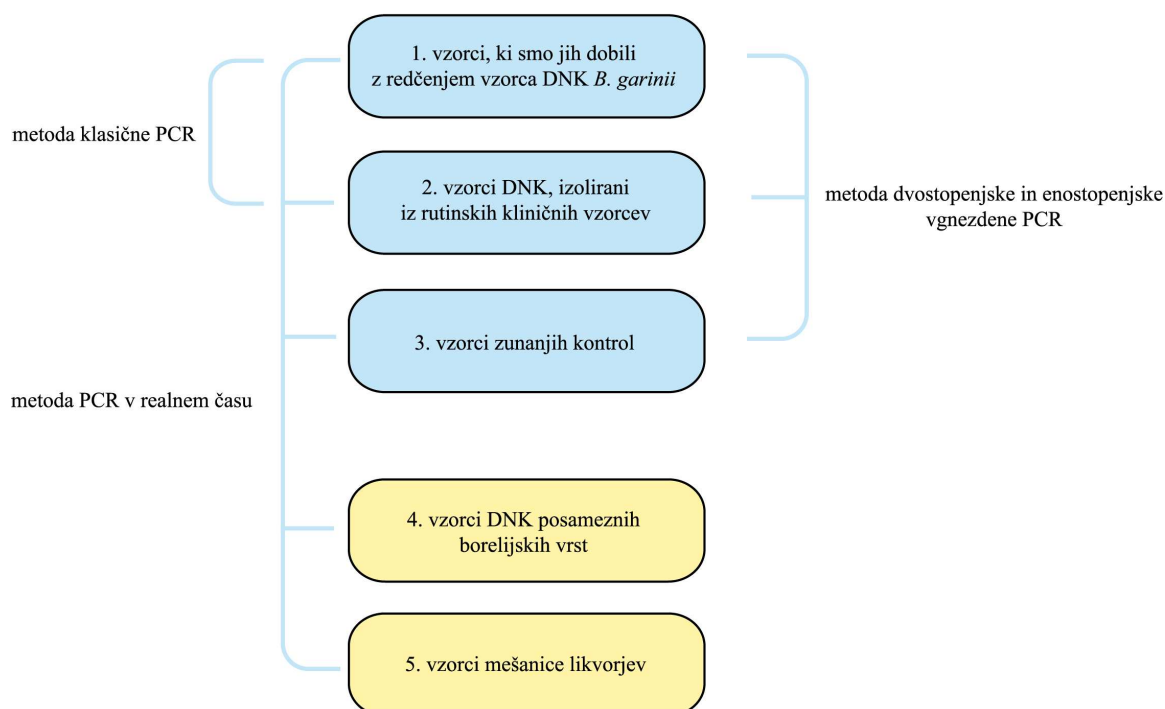 1. vzorci, ki smo jih dobili
z redčenjem vzorca DNK B. garinii
metoda klasične PCR
2. vzorci DNK, izolirani
iz rutinskih kliničnih vzorcev
metoda dvostopenjske in enostopenjske
vgnezdene PCR
3. vzorci zunanjih kontrol
metoda PCR v realnem času
4. vzorci DNK posameznih
borelijskih vrst
5. vzorci mešanice likvorjev